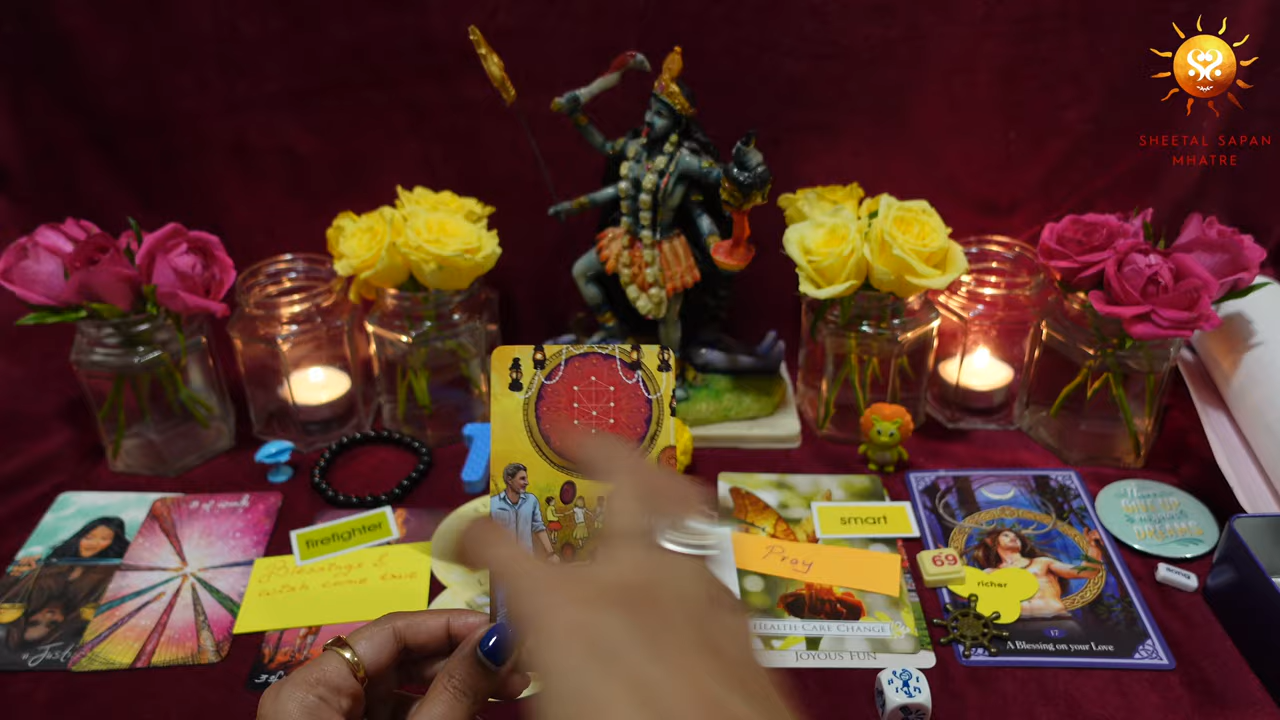 SHEETAL SAPAN
MHATRE
firefighter
Blessings &
wish come true
smart
Pray
HEALTH CARE CHANGE
JOYOUS FUN
69
richer
17
A Blessing on your Love
DREAMS